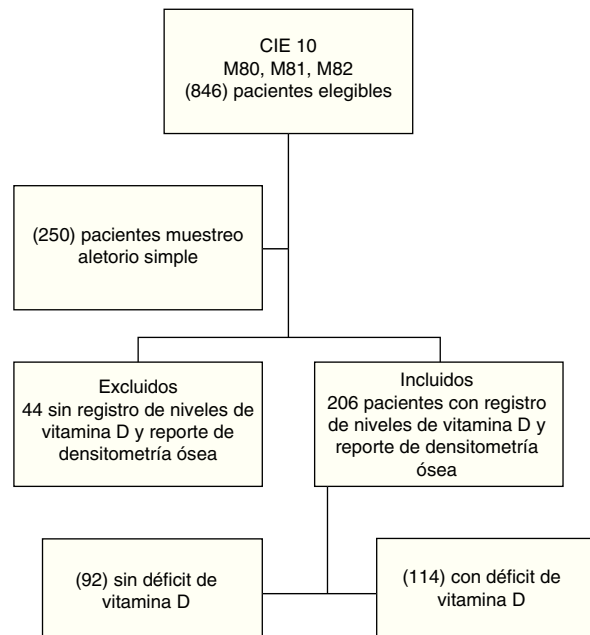 CIE 10
M80, M81, M82
(846) pacientes elegibles
(250) pacientes muestreo
aletorio simple
Excluidos
44 sin registro de niveles de
vitamina D y reporte de
densitometría ósea
Incluidos
206 pacientes con registro
de niveles de vitamina D y
reporte de densitometría
ósea
(92) sin déficit de
vitamina D
(114) con déficit de
vitamina D